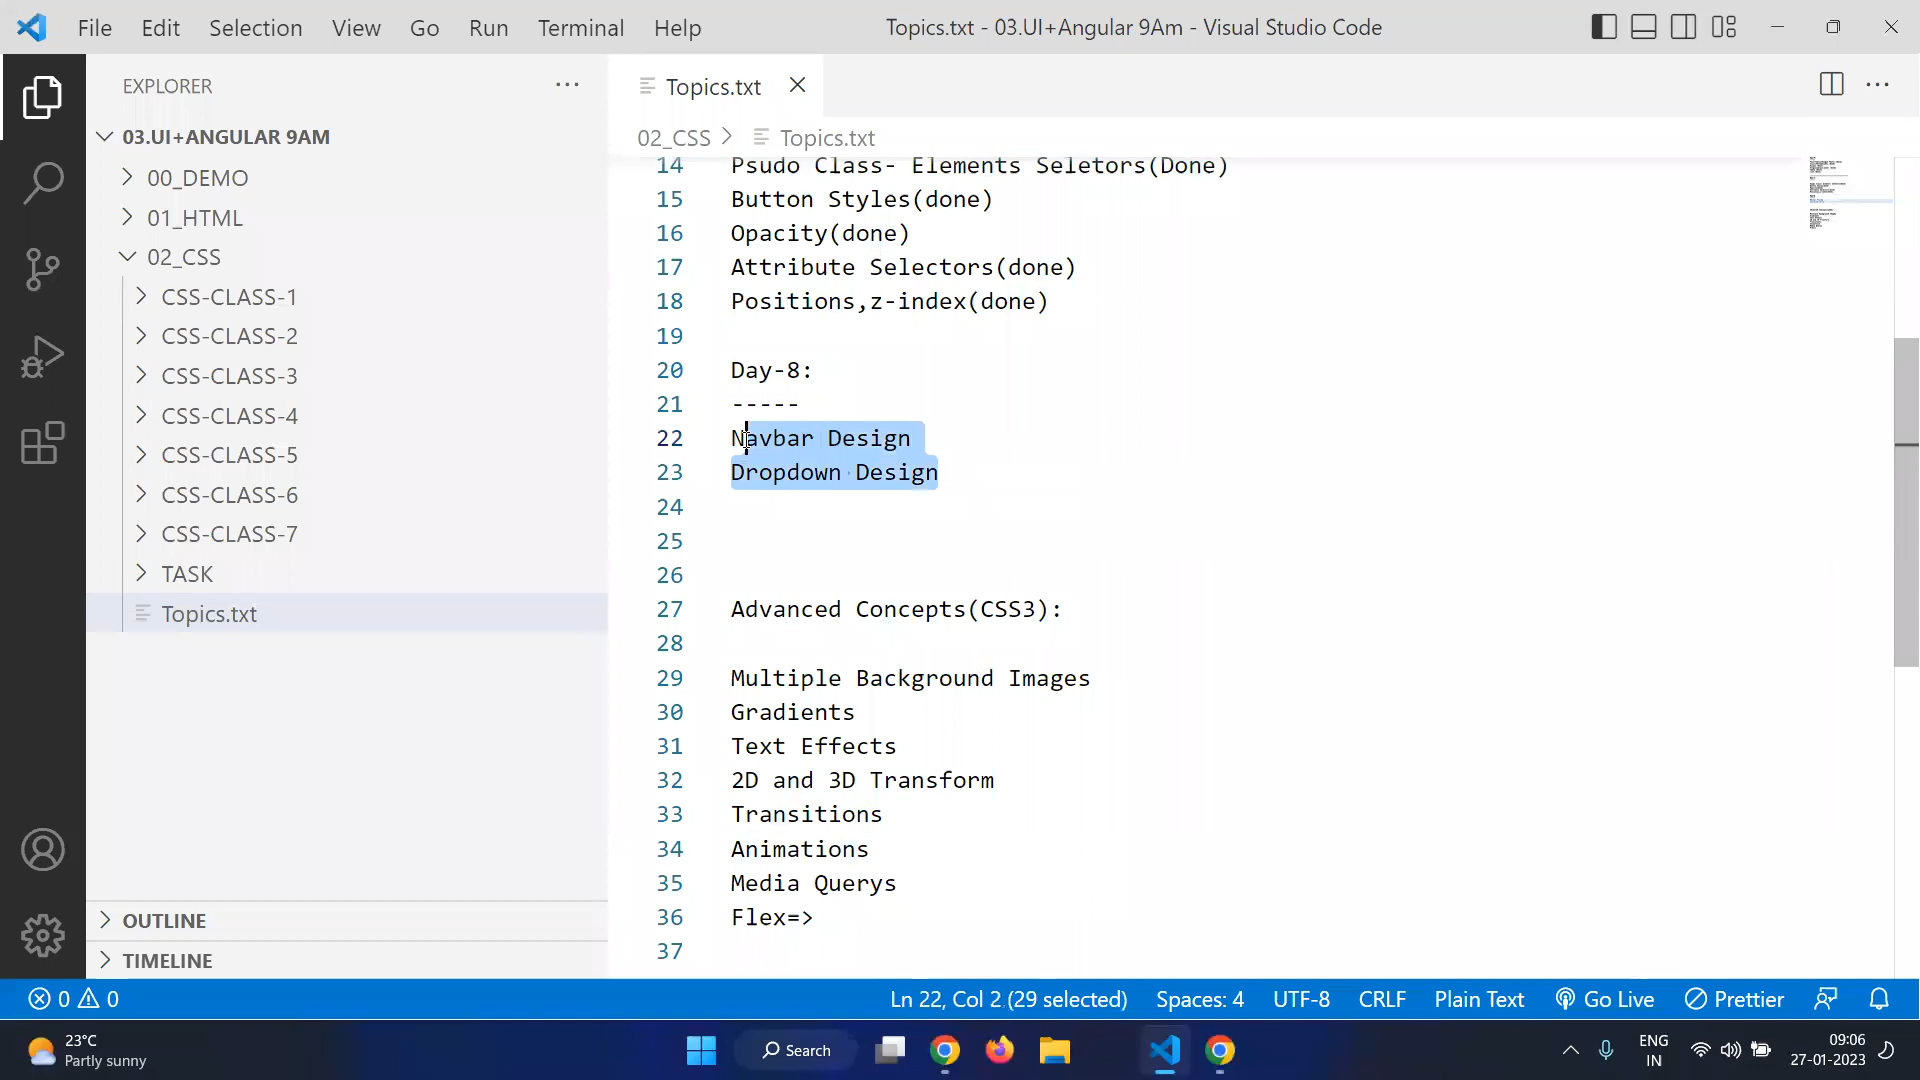 File Edit Selection View Go Run Terminal Help
Topics.txt - 03.UI+Angular 9Am - Visual Studio Code
EXPLORER
Topics.txt
03.UI+ANGULAR 9AM
00_DEMO
01_HTML
02_CSS
CSS-CLASS-1
CSS-CLASS-2
CSS-CLASS-3
CSS-CLASS-4
CSS-CLASS-5
CSS-CLASS-6
CSS-CLASS-7
TASK
Topics.txt
OUTLINE
TIMELINE
02_CSS > Topics.txt
14 Psudo Class- Elements Seletors(Done)
15 Button Styles(done)
16 Opacity(done)
17 Attribute Selectors(done)
18 Positions,z-index(done)
19
20 Day-8:
21 -----
22 Navbar Design
23 Dropdown Design
24
25
26
27 Advanced Concepts(CSS3):
28
29 Multiple Background Images
30 Gradients
31 Text Effects
32 2D and 3D Transform
33 Transitions
34 Animations
35 Media Querys
36 Flex=>
37
0 0
Ln 22, Col 2 (29 selected) Spaces: 4 UTF-8 CRLF Plain Text Go Live Prettier
23°C
Partly sunny
Search
ENG
IN
09:06
27-01-2023